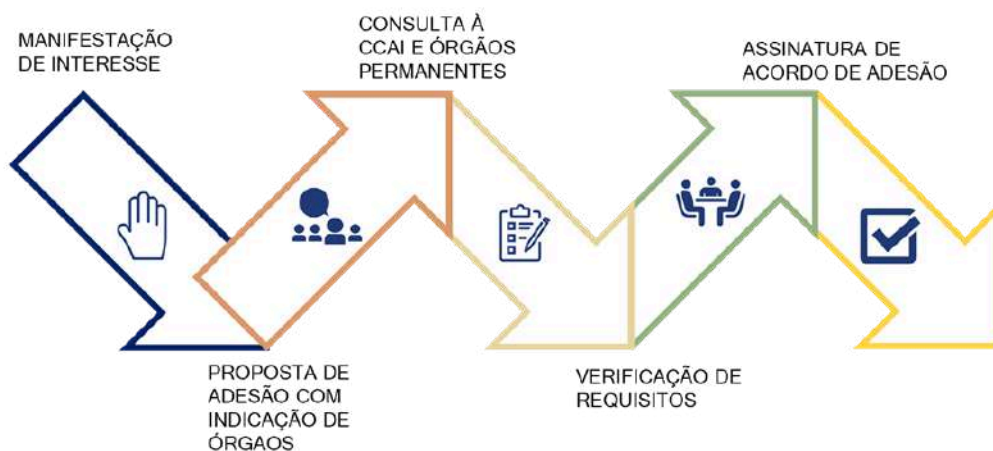 MANIFESTAÇÃO
DE INTERESSE
PROPOSTA DE
ADESÃO COM
INDICAÇÃO DE
ÓRGAOS
CONSULTA À
CCAI E ÓRGÃOS
PERMANENTES
VERIFICAÇÃO DE
REQUISITOS
ASSINATURA DE
ACORDO DE ADESÃO